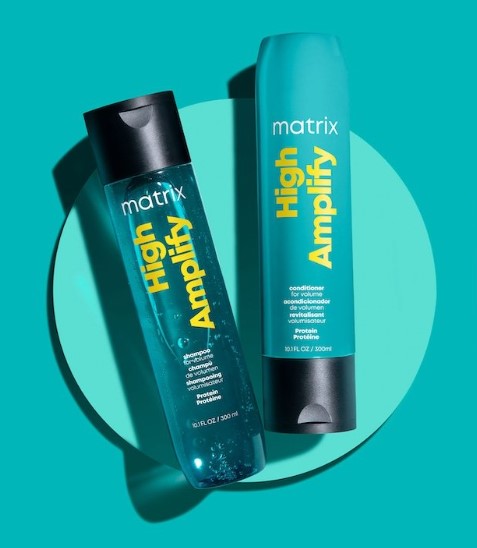 matrix
High
Amplify
shampoo
for volume
champú
de volumen
shampooing
volumisateur
Protein
Protéine
10.1 FL OZ / 300 ml
matrix
High
Amplify
conditioner
for volume
acondicionador
de volumen
revitalisant
volumisateur
Protein
Protéine
10.1 FL OZ / 300ml